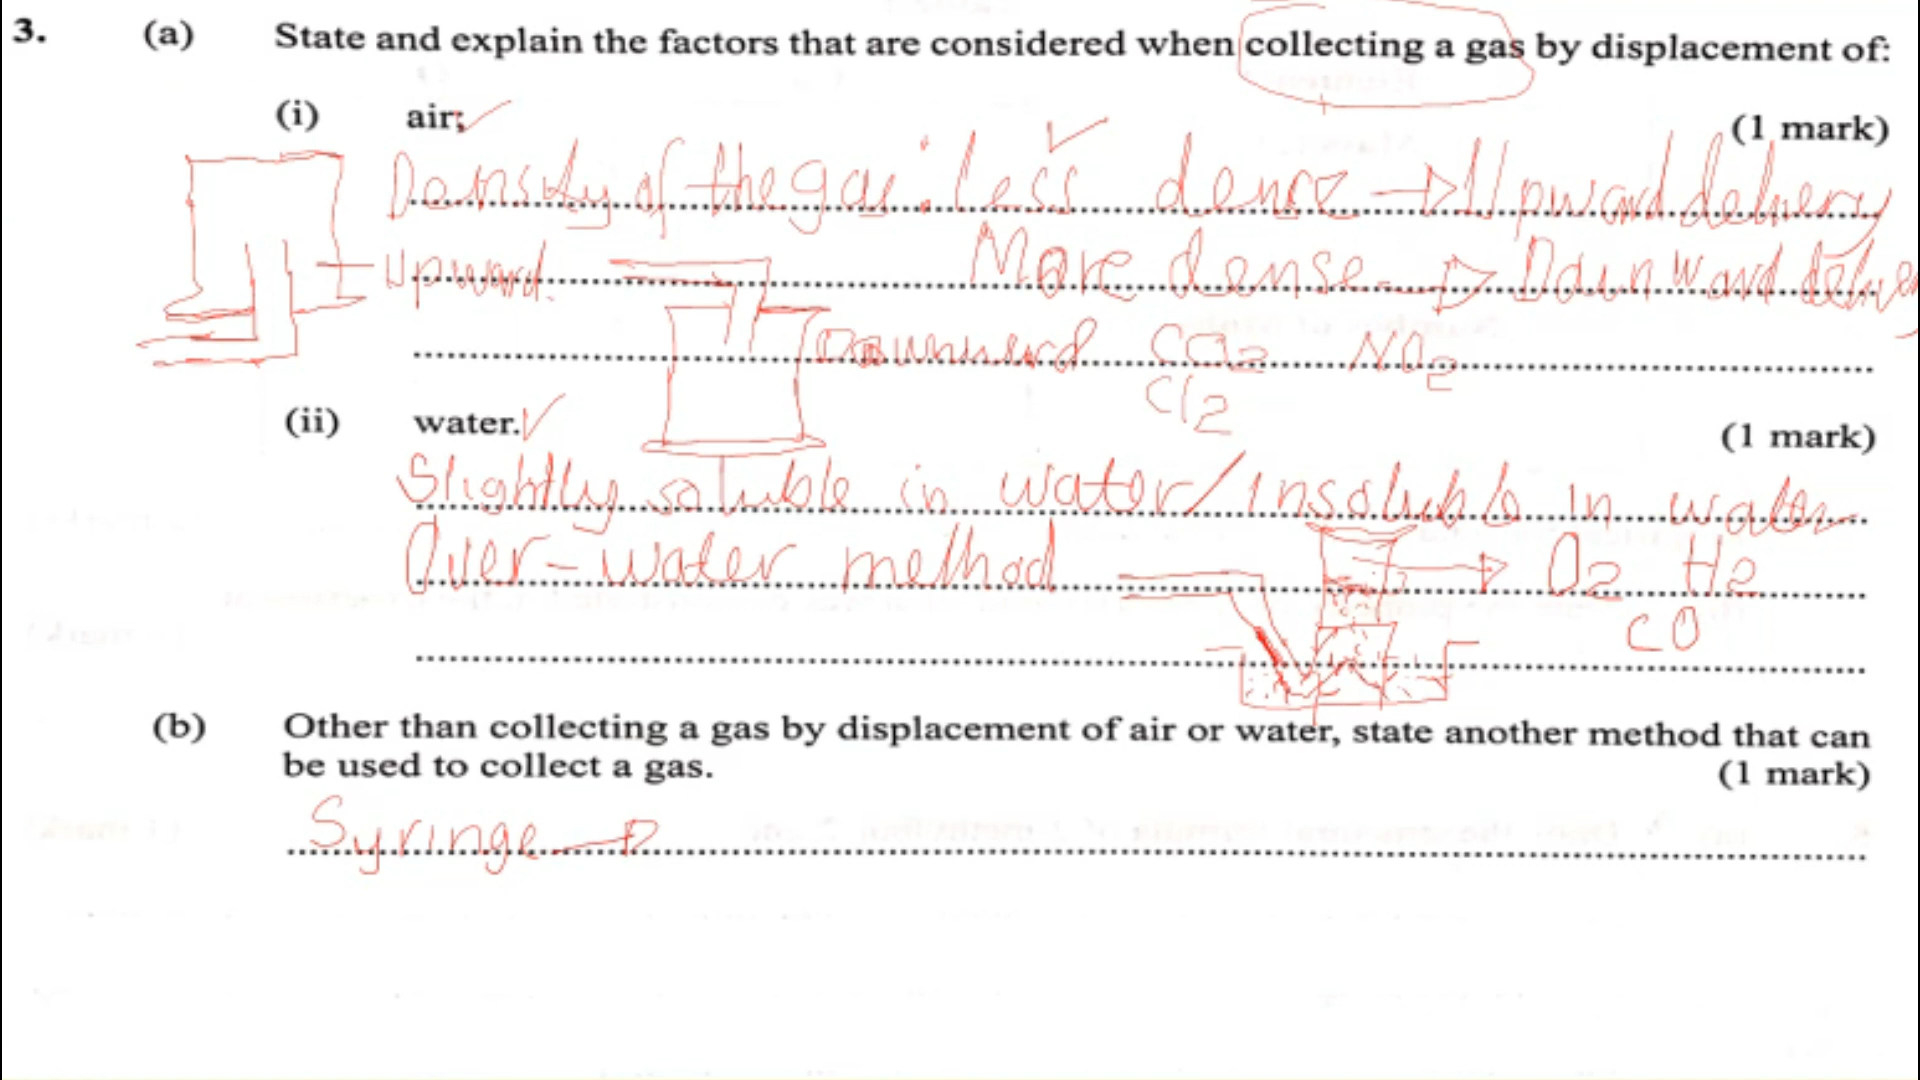 3. (a) State and explain the factors that are considered when collecting a gas by displacement of:
(i) air; (1 mark)
Density of the gas: less dense → Upward delivery
Upward. More dense → Downward delivery
Downward CO2 NO2
Cl2
(ii) water. (1 mark)
Slightly soluble in water/insoluble in water
Over-water method → O2 H2
CO
(b) Other than collecting a gas by displacement of air or water, state another method that can
be used to collect a gas. (1 mark)
Syringe →